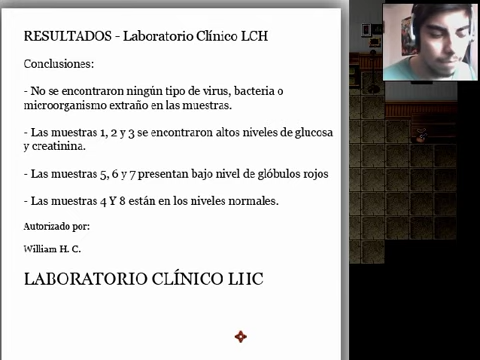 RESULTADOS - Laboratorio Clínico LCH
Conclusiones:
- No se encontraron ningún tipo de virus, bacteria o
microorganismo extraño en las muestras.
- Las muestras 1, 2 y 3 se encontraron altos niveles de glucosa
y creatinina.
- Las muestras 5, 6 y 7 presentan bajo nivel de glóbulos rojos
- Las muestras 4 Y 8 están en los niveles normales.
Autorizado por:
William H. C.
LABORATORIO CLÍNICO LHC